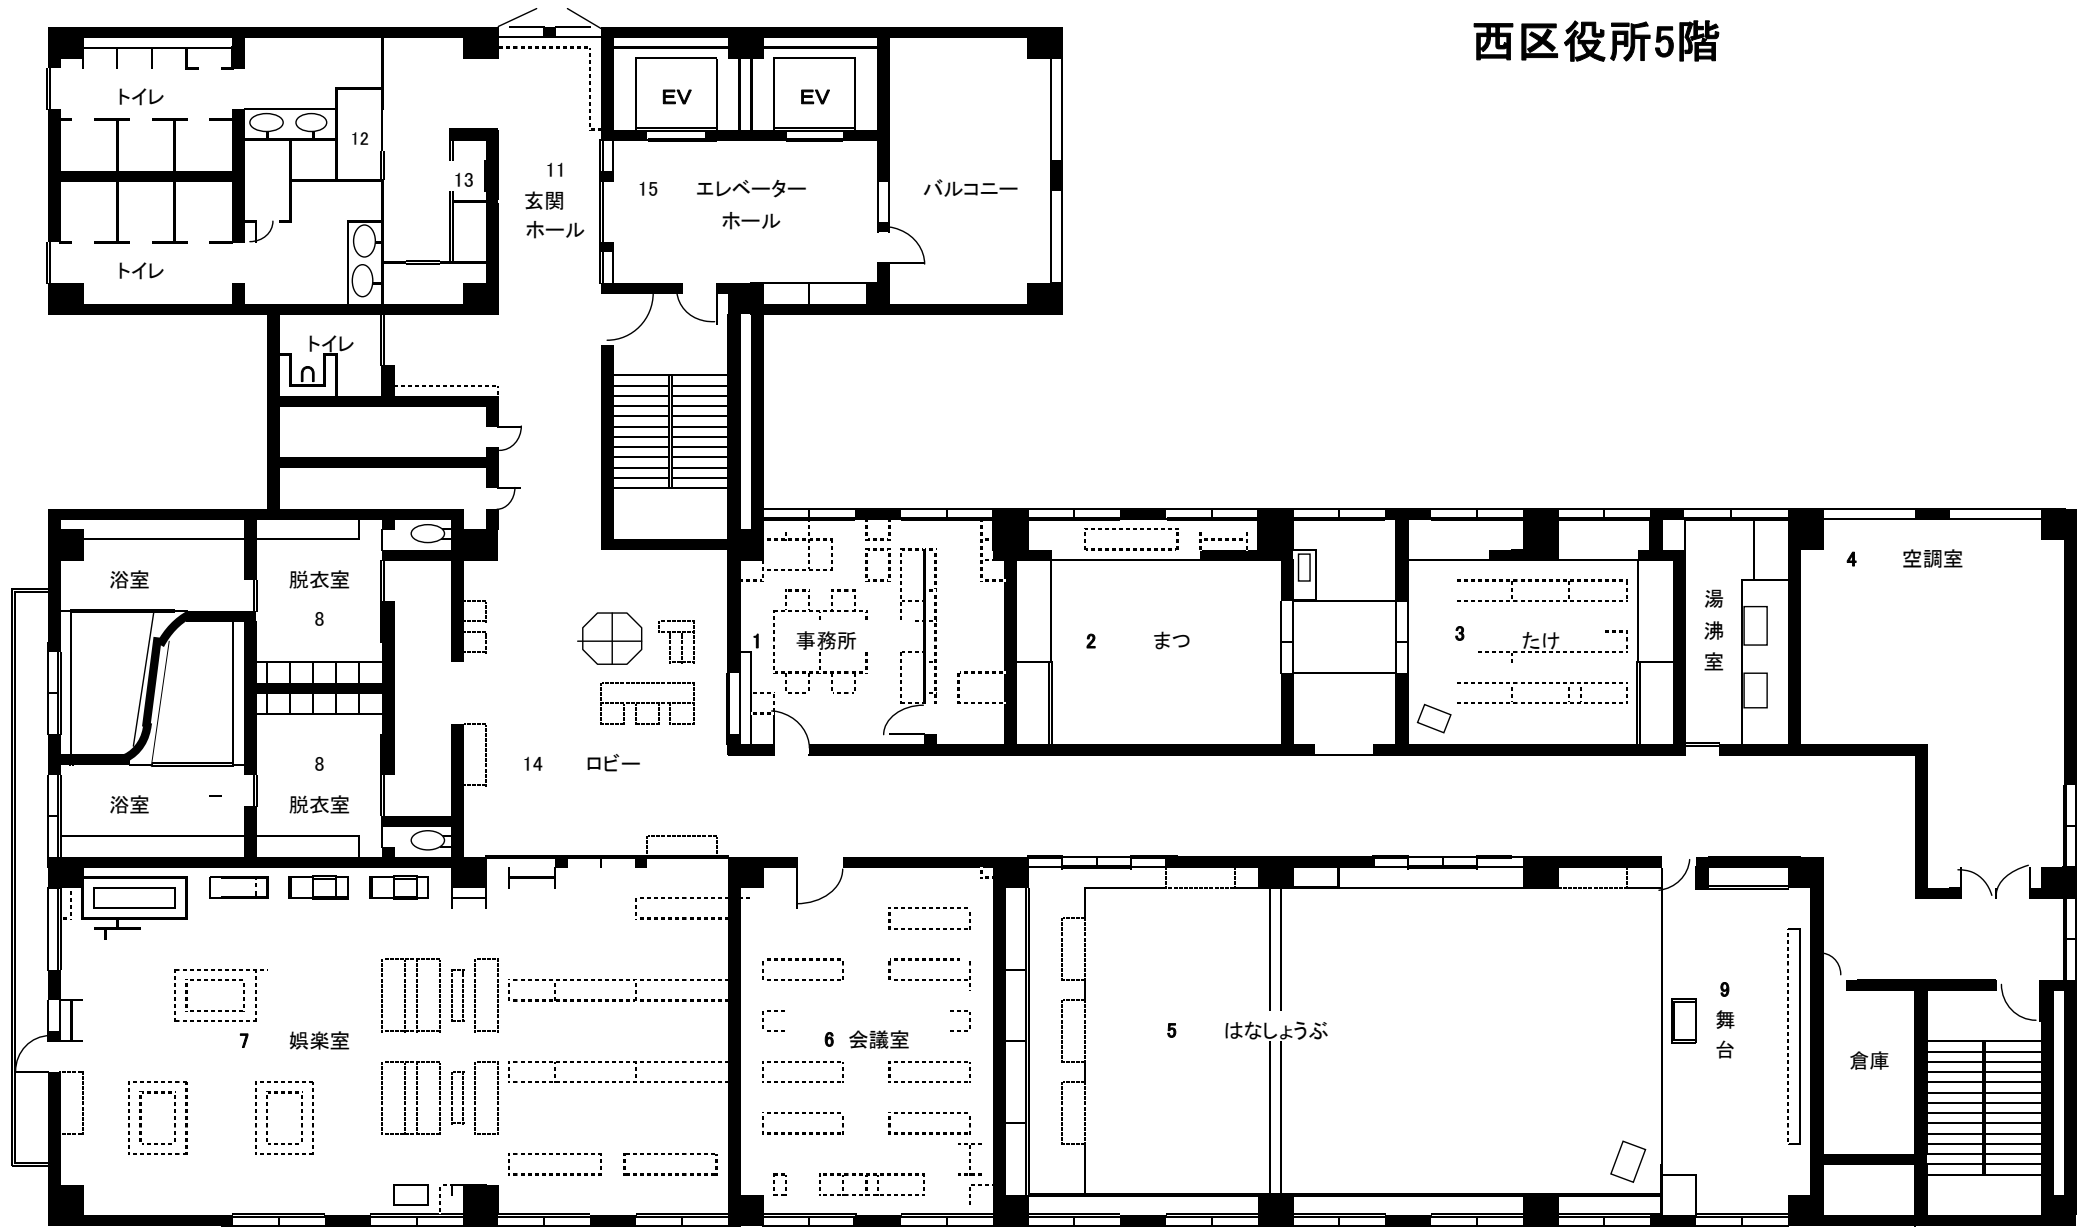 西区役所5階
トイレ
EV
EV
12
11
玄関
ホール
13
15 エレベーター
ホール
バルコニー
トイレ
トイレ
浴室
脱衣室
8
1 事務所
2 まつ
3 たけ
湯
沸
室
4 空調室
8
脱衣室
浴室
14 ロビー
7 娯楽室
6 会議室
5 はなしょうぶ
9
舞
台
倉庫